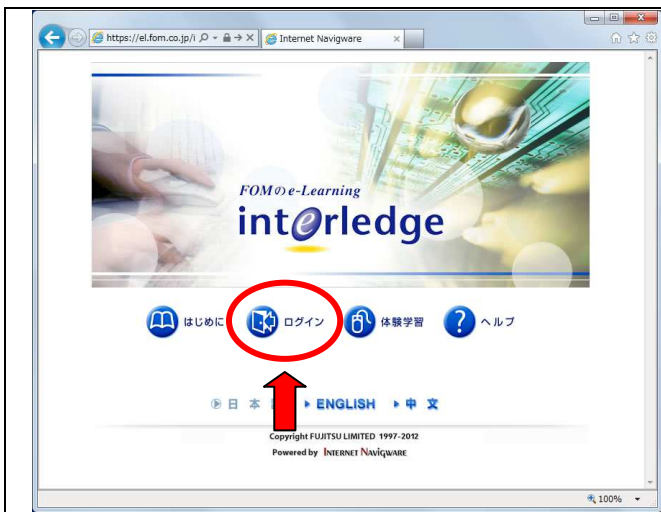 https://el.fom.co.jp/i
Internet Navigware
FOMのe-Learning
interledge
はじめに
ログイン
体験学習
ヘルプ
日 本
ENGLISH
中 文
Copyright FUJITSU LIMITED 1997-2012
Powered by INTERNET NAVIGWARE
100%